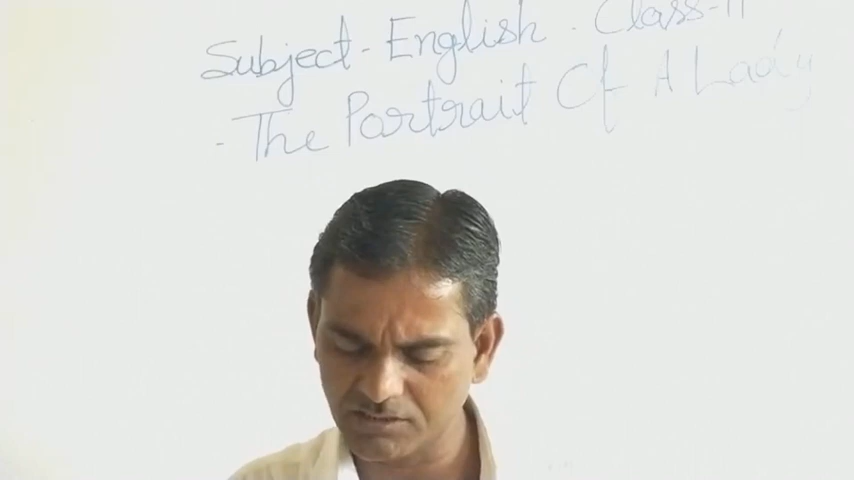 Subject - English . Class-11
- The Portrait Of A Lady